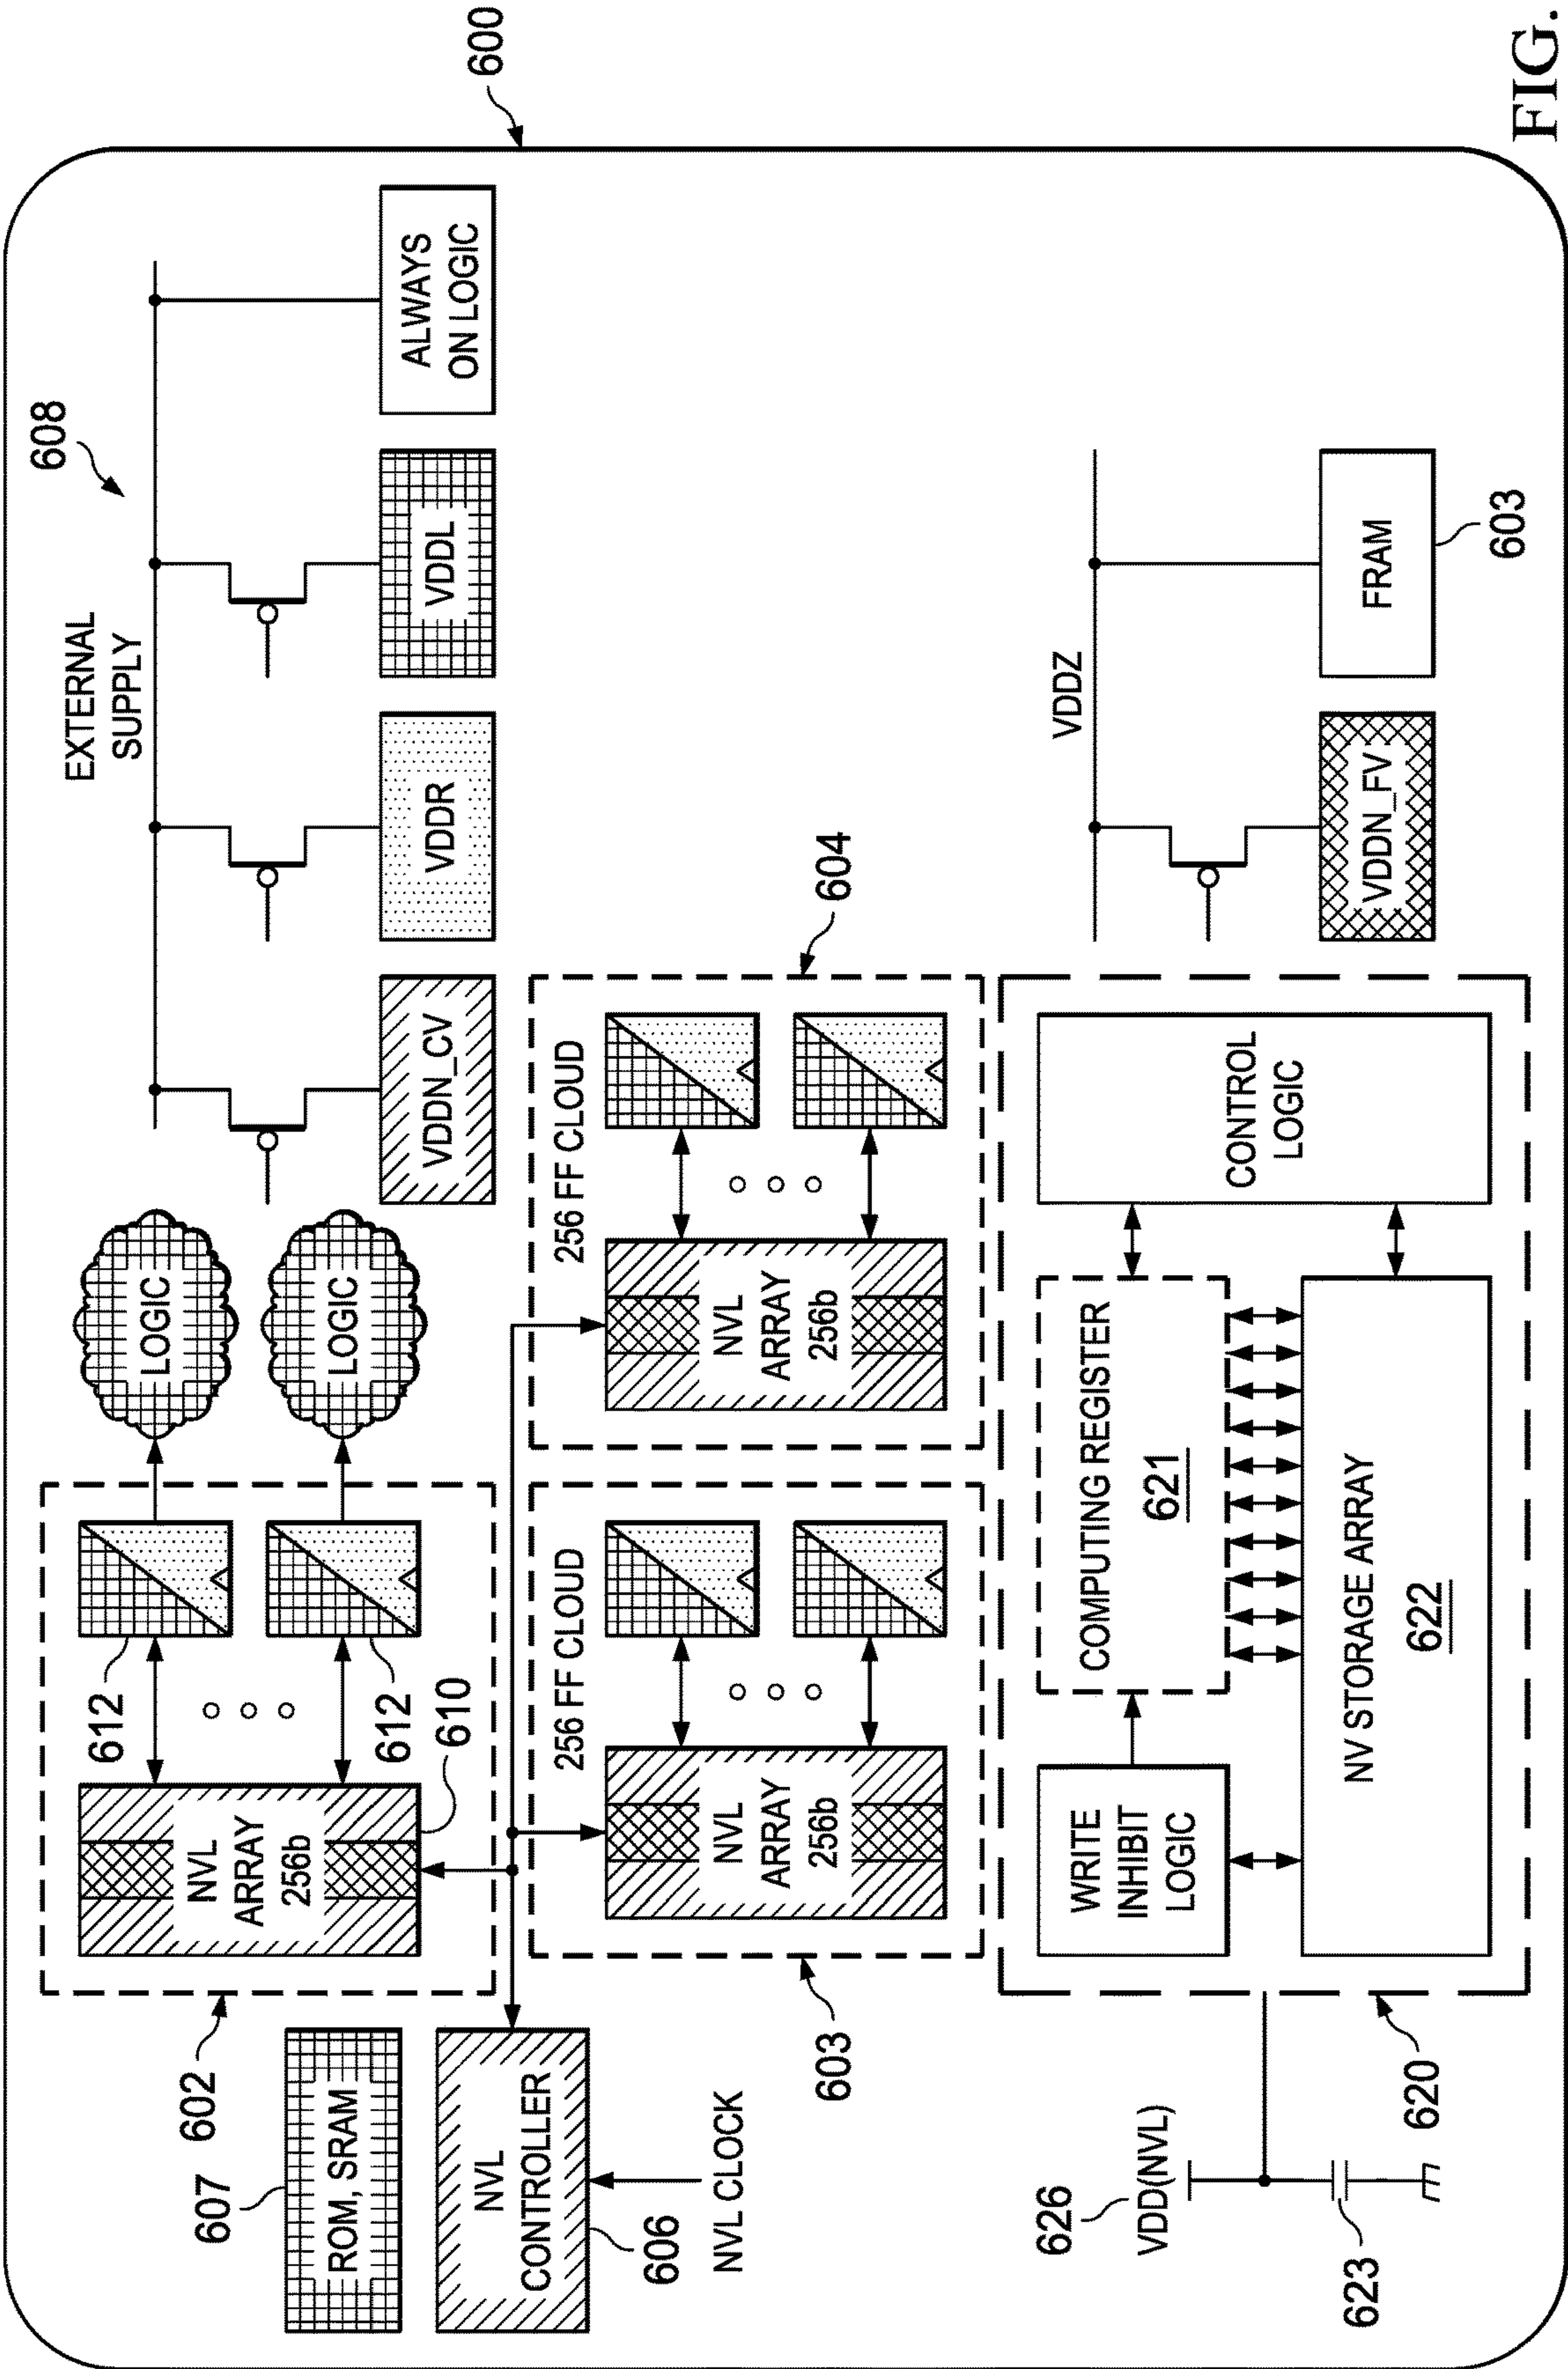 608
EXTERNAL
SUPPLY
600
VDDN_CV
VDDR
VDDL
ALWAYS
ON LOGIC
LOGIC
LOGIC
612
612
NVL
ARRAY
256b
610
602
607
ROM, SRAM
NVL
CONTROLLER
606
NVL CLOCK
256 FF CLOUD
NVL
ARRAY
256b
603
256 FF CLOUD
NVL
ARRAY
256b
604
VDDZ
VDDN_FV
FRAM
603
626
VDD(NVL)
623
620
WRITE
INHIBIT
LOGIC
COMPUTING REGISTER
621
CONTROL
LOGIC
NV STORAGE ARRAY
622
FIG.